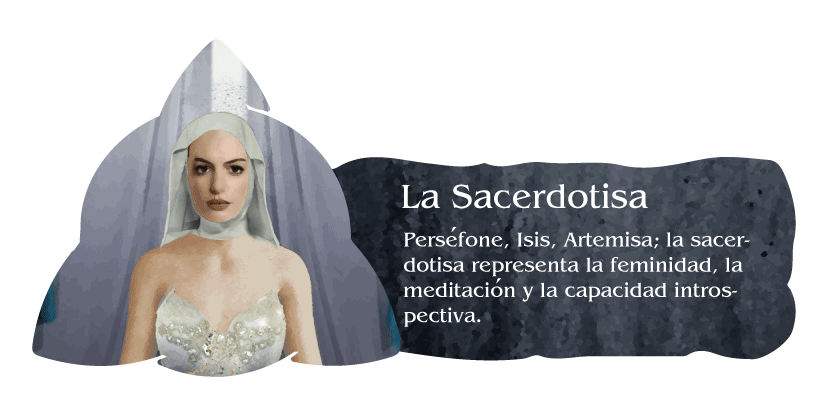 La Sacerdotisa
Perséfone, Isis, Artemisa; la sacer-
dotisa representa la feminidad, la
meditación y la capacidad intros-
pectiva.